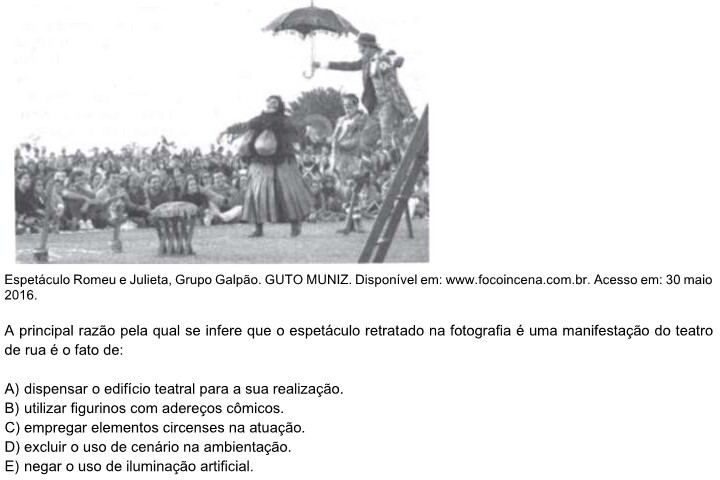 Espetáculo Romeu e Julieta, Grupo Galpão. GUTO MUNIZ. Disponível em: www.focoincena.com.br. Acesso em: 30 maio
2016.
A principal razão pela qual se infere que o espetáculo retratado na fotografia é uma manifestação do teatro
de rua é o fato de:
A) dispensar o edifício teatral para a sua realização.
B) utilizar figurinos com adereços cômicos.
C) empregar elementos circenses na atuação.
D) excluir o uso de cenário na ambientação.
E) negar o uso de iluminação artificial.